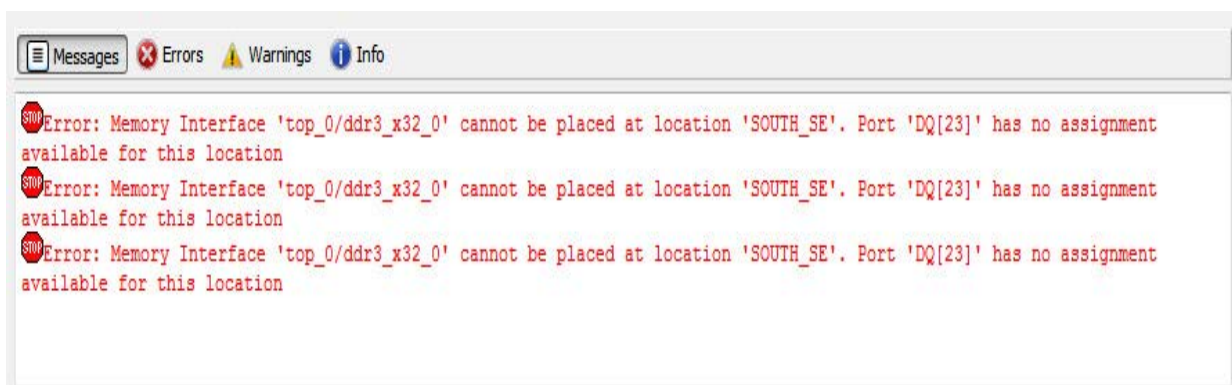 Messages Errors Warnings Info
STOP Error: Memory Interface 'top_0/ddr3_x32_0' cannot be placed at location 'SOUTH_SE'. Port 'DQ[23]' has no assignment
available for this location
STOP Error: Memory Interface 'top_0/ddr3_x32_0' cannot be placed at location 'SOUTH_SE'. Port 'DQ[23]' has no assignment
available for this location
STOP Error: Memory Interface 'top_0/ddr3_x32_0' cannot be placed at location 'SOUTH_SE'. Port 'DQ[23]' has no assignment
available for this location